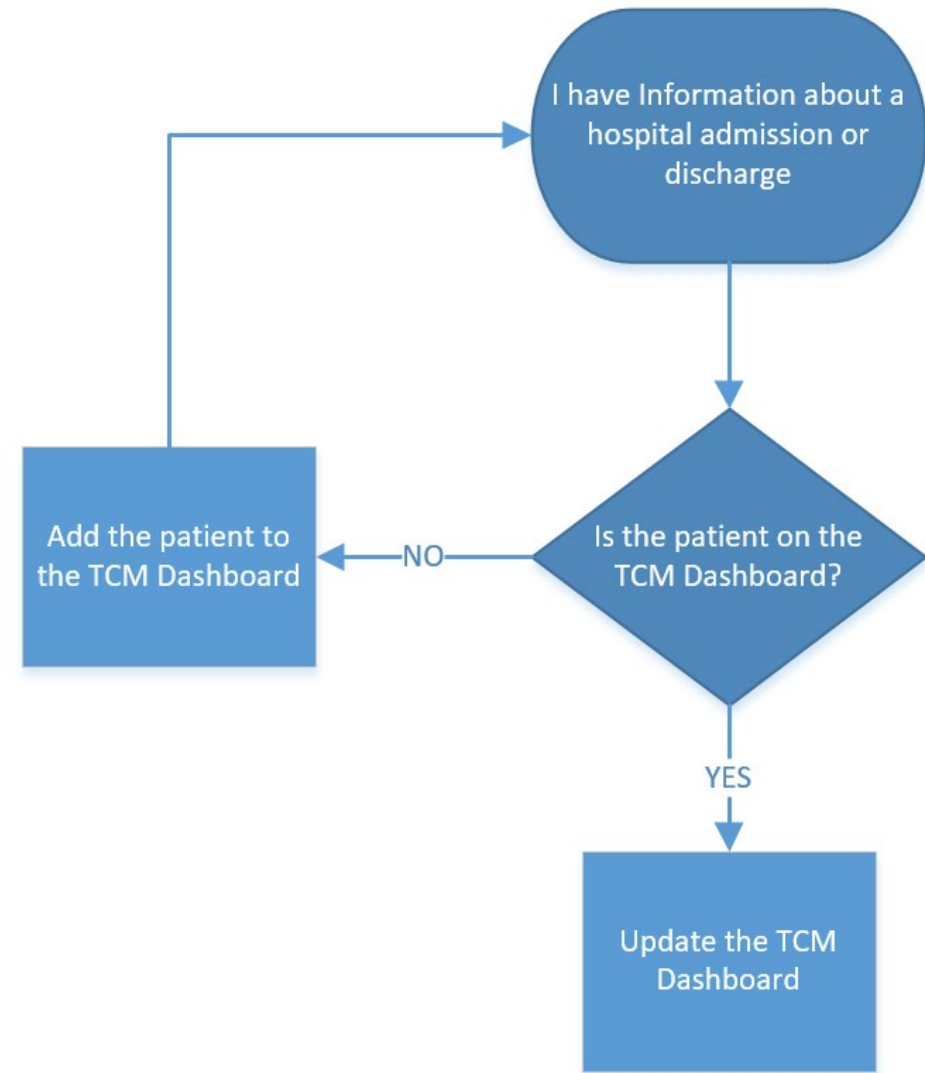 I have Information about a
hospital admission or
discharge
Is the patient on the
TCM Dashboard?
NO
Add the patient to
the TCM Dashboard
YES
Update the TCM
Dashboard